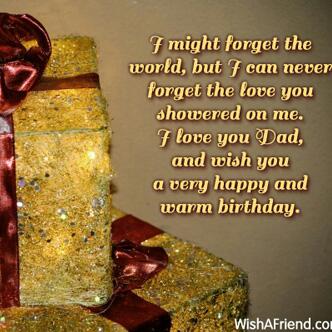 I might forget the
world, but I can never
forget the love you
showered on me.
I love you Dad,
and wish you
a very happy and
warm birthday.
WishAFriend.com